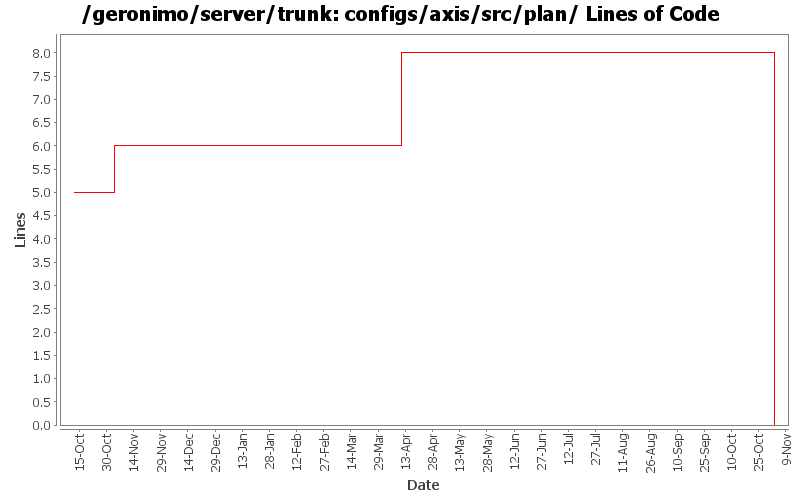 /geronimo/server/trunk: configs/axis/src/plan/ Lines of Code
8.0
7.5
7.0
6.5
6.0
5.5
5.0
4.5
4.0
3.5
3.0
2.5
2.0
1.5
1.0
0.5
0.0
Lines
15-Oct
30-Oct
14-Nov
29-Nov
14-Dec
29-Dec
13-Jan
28-Jan
12-Feb
27-Feb
14-Mar
29-Mar
13-Apr
28-Apr
13-May
28-May
12-Jun
27-Jun
12-Jul
27-Jul
11-Aug
26-Aug
10-Sep
25-Sep
10-Oct
25-Oct
9-Nov
Date